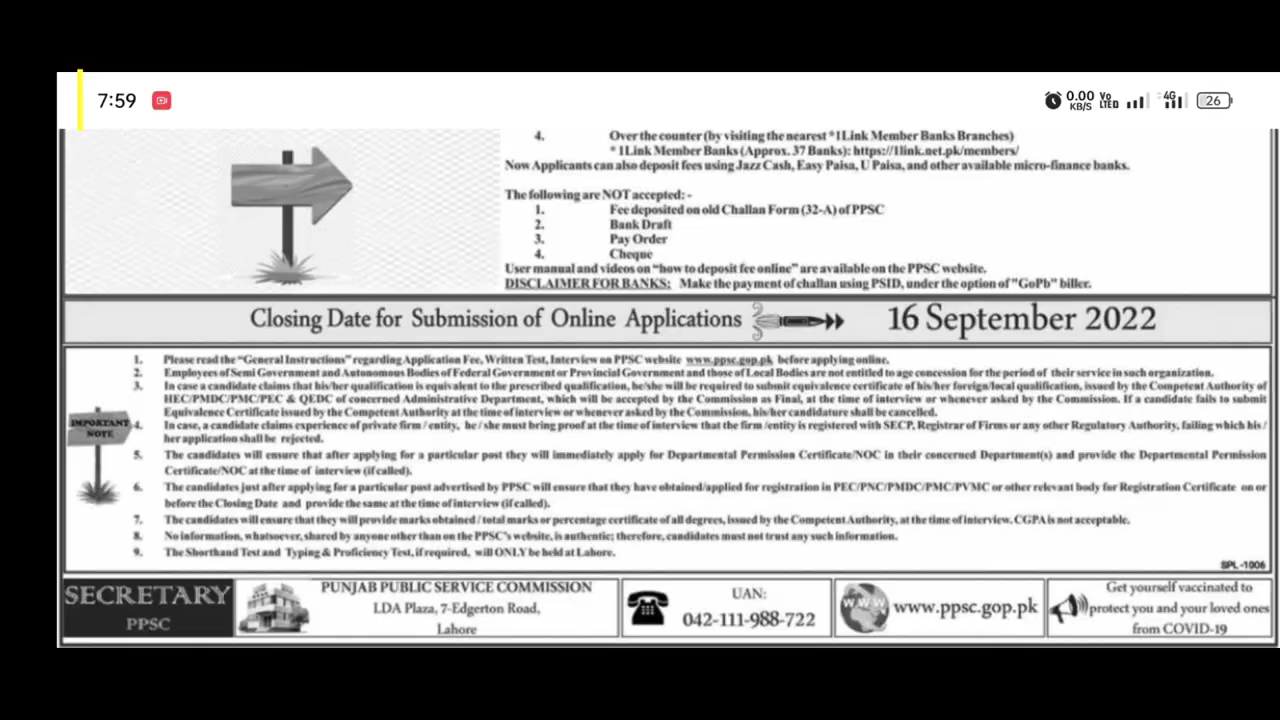 7:59
0.00 KB/S
Vo LTED
4G
26
4. Over the counter (by visiting the nearest *1Link Member Banks Branches)
* 1Link Member Banks (Approx. 37 Banks): https://1link.net.pk/members/
Now Applicants can also deposit fees using Jazz Cash, Easy Paisa, U Paisa, and other available micro-finance banks.
The following are NOT accepted:-
1. Fee deposited on old Challan Form (32-A) of PPSC
2. Bank Draft
3. Pay Order
4. Cheque
User manual and videos on "how to deposit fee online" are available on the PPSC website.
DISCLAIMER FOR BANKS: Make the payment of challan using PSID, under the option of "GoPb" biller.
Closing Date for Submission of Online Applications 16 September 2022
IMPORTANT NOTE
1. Please read the "General Instructions" regarding Application Fee, Written Test, Interview on PPSC website www.ppsc.gop.pk before applying online.
2. Employees of Semi Government and Autonomous Bodies of Federal Government or Provincial Government and those of Local Bodies are not entitled to age concession for the period of their service in such organization.
3. In case a candidate claims that his/her qualification is equivalent to the prescribed qualification, he/she will be required to submit equivalence certificate of his/her foreign/local qualification, issued by the Competent Authority of
HEC/PMDC/PMC/PEC & QEDC of concerned Administrative Department, which will be accepted by the Commission as Final, at the time of interview or whenever asked by the Commission. If a candidate fails to submit
Equivalence Certificate issued by the Competent Authority at the time of interview or whenever asked by the Commission, his/her candidature shall be cancelled.
4. In case, a candidate claims experience of private firm / entity, he / she must bring proof at the time of interview that the firm /entity is registered with SECP, Registrar of Firms or any other Regulatory Authority, failing which his /
her application shall be rejected.
5. The candidates will ensure that after applying for a particular post they will immediately apply for Departmental Permission Certificate/NOC in their concerned Department(s) and provide the Departmental Permission
Certificate/NOC at the time of interview (if called).
6. The candidates just after applying for a particular post advertised by PPSC will ensure that they have obtained/applied for registration in PEC/PNC/PMDC/PMC/PVMC or other relevant body for Registration Certificate on or
before the Closing Date and provide the same at the time of interview (if called).
7. The candidates will ensure that they will provide marks obtained / total marks or percentage certificate of all degrees, issued by the Competent Authority, at the time of interview. CGPA is not acceptable.
8. No information, whatsoever, shared by anyone other than on the PPSC's website, is authentic; therefore, candidates must not trust any such information.
9. The Shorthand Test and Typing & Proficiency Test, if required, will ONLY be held at Lahore.
SPL -1006
SECRETARY
PPSC
PUNJAB PUBLIC SERVICE COMMISSION
LDA Plaza, 7-Edgerton Road,
Lahore
UAN:
042-111-988-722
WWW
www.ppsc.gop.pk
Get yourself vaccinated to
protect you and your loved ones
from COVID-19